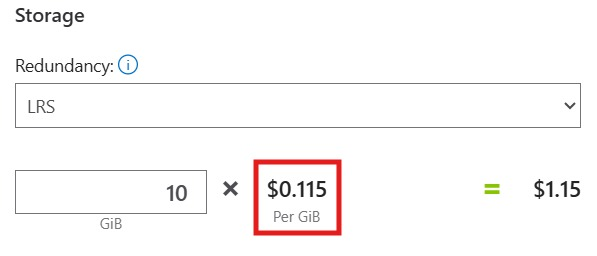 Storage
Redundancy:
LRS
10 × $0.115 = $1.15
GiB Per GiB